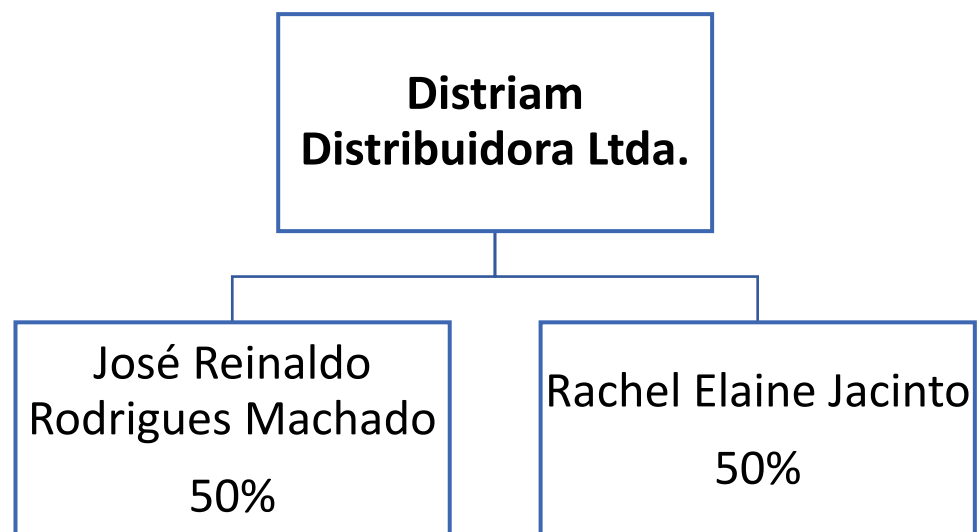 Distriam
Distribuidora Ltda.
José Reinaldo
Rodrigues Machado
50%
Rachel Elaine Jacinto
50%